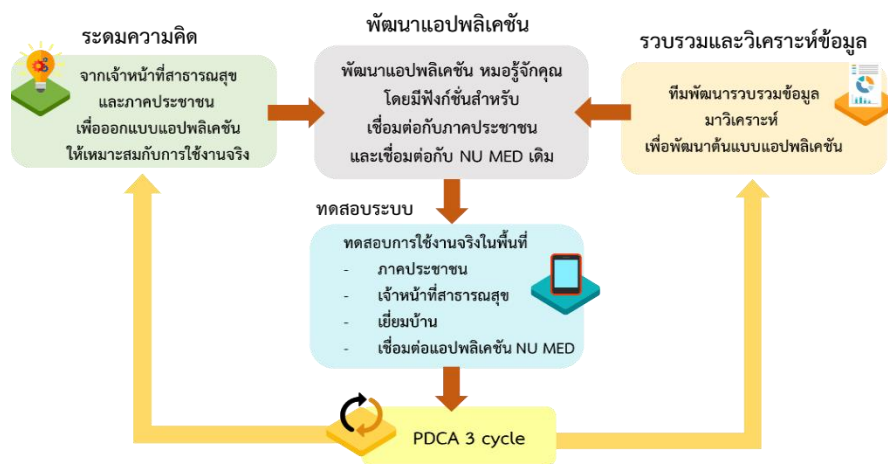 ระดมความคิด
จากเจ้าหน้าที่สาธารณสุข
และภาคประชาชน
เพื่อออกแบบแอปพลิเคชัน
ให้เหมาะสมกับการใช้งานจริง
พัฒนาแอปพลิเคชัน
พัฒนาแอปพลิเคชัน หมอรู้จักคุณ
โดยมีฟังก์ชั่นสำหรับ
เชื่อมต่อกับภาคประชาชน
และเชื่อมต่อกับ NU MED เดิม
รวบรวมและวิเคราะห์ข้อมูล
ทีมพัฒนารวบรวมข้อมูล
มาวิเคราะห์
เพื่อพัฒนาต้นแบบแอปพลิเคชัน
ทดสอบระบบ
ทดสอบการใช้งานจริงในพื้นที่
- ภาคประชาชน
- เจ้าหน้าที่สาธารณสุข
- เยี่ยมบ้าน
- เชื่อมต่อแอปพลิเคชัน NU MED
PDCA 3 cycle